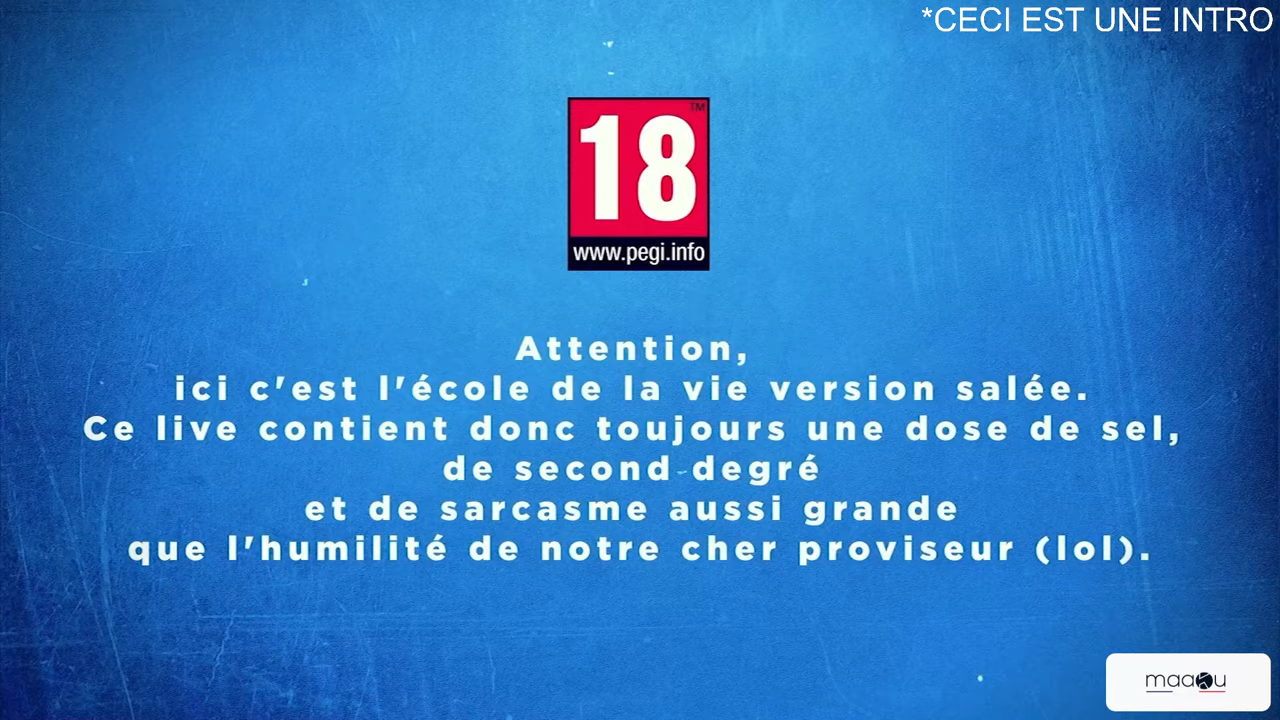 *CECI EST UNE INTRO
TM
18
www.pegi.info
Attention,
ici c'est l'école de la vie version salée.
Ce live contient donc toujours une dose de sel,
de second degré
et de sarcasme aussi grande
que l'humilité de notre cher proviseur (lol).
maaku